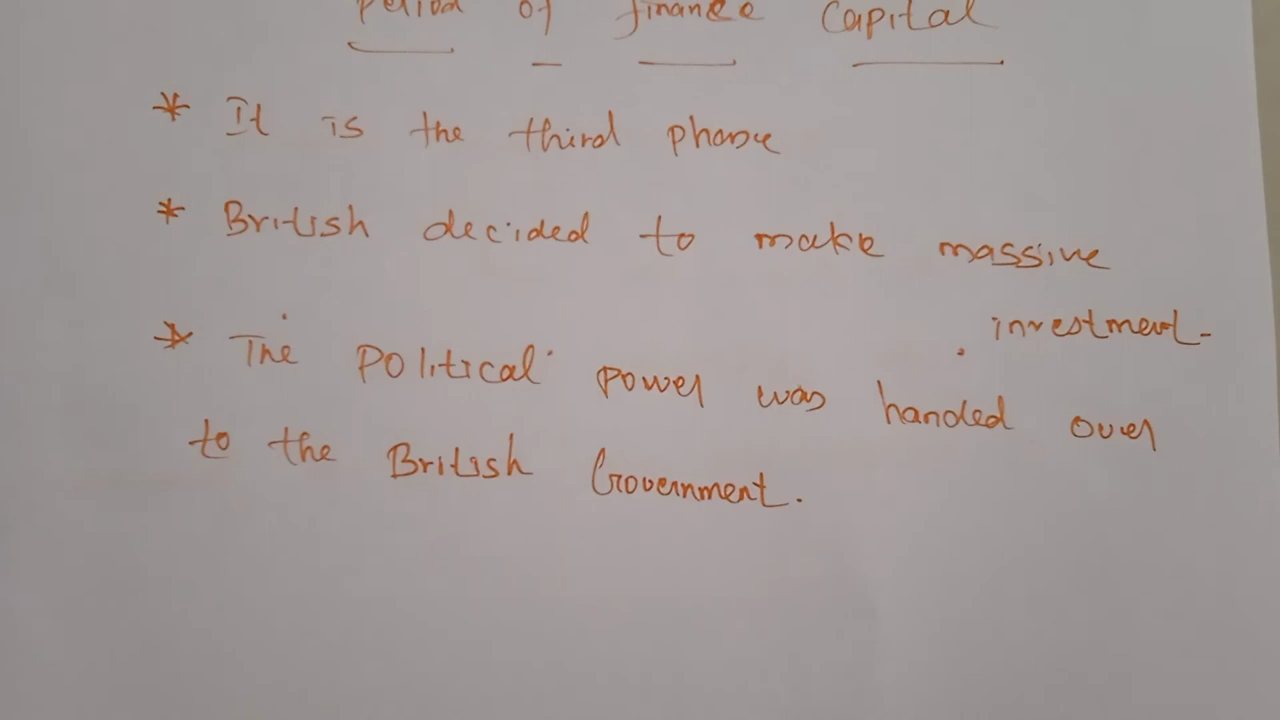 Period of finance Capital
* It is the third phase
* British decided to make massive
investment.
* The Political power was handed over
to the British Government.